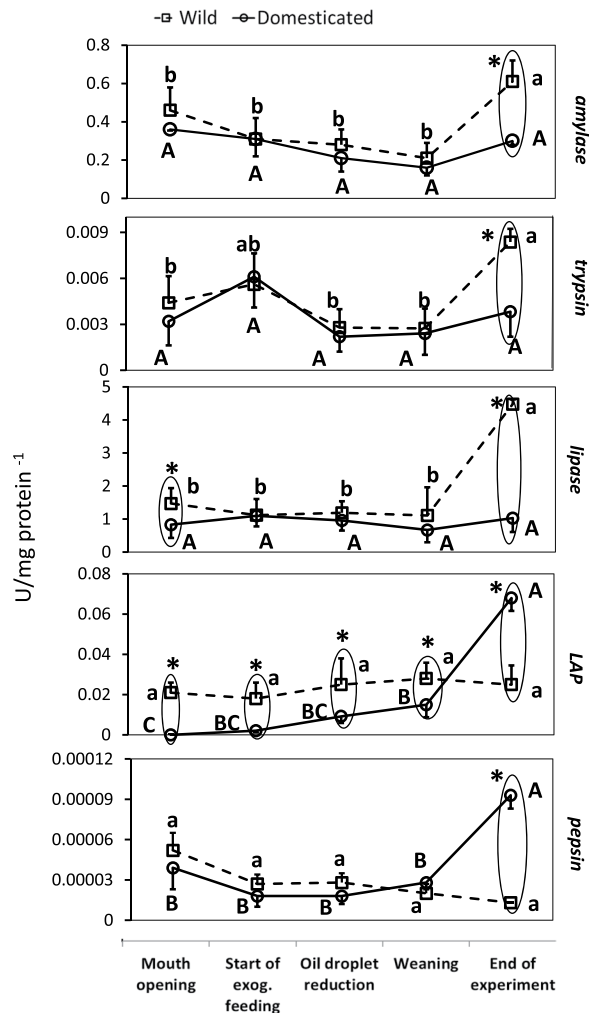 Wild Domesticated
0.8
0.6
0.4
0.2
0
b b b b * a
A A A A A
amylase
0.009
0.006
0.003
0
b ab b b * a
A A A A A
trypsin
5
4
3
2
1
0
* b b b b * a
A A A A A
lipase
U/mg protein -1
0.08
0.06
0.04
0.02
0
* a * a * a * a * A
C BC BC B a
LAP
0.00012
0.00009
0.00006
0.00003
0
a a a B * A
B B B a a
pepsin
Mouth opening
Start of exog. feeding
Oil droplet reduction
Weaning
End of experiment